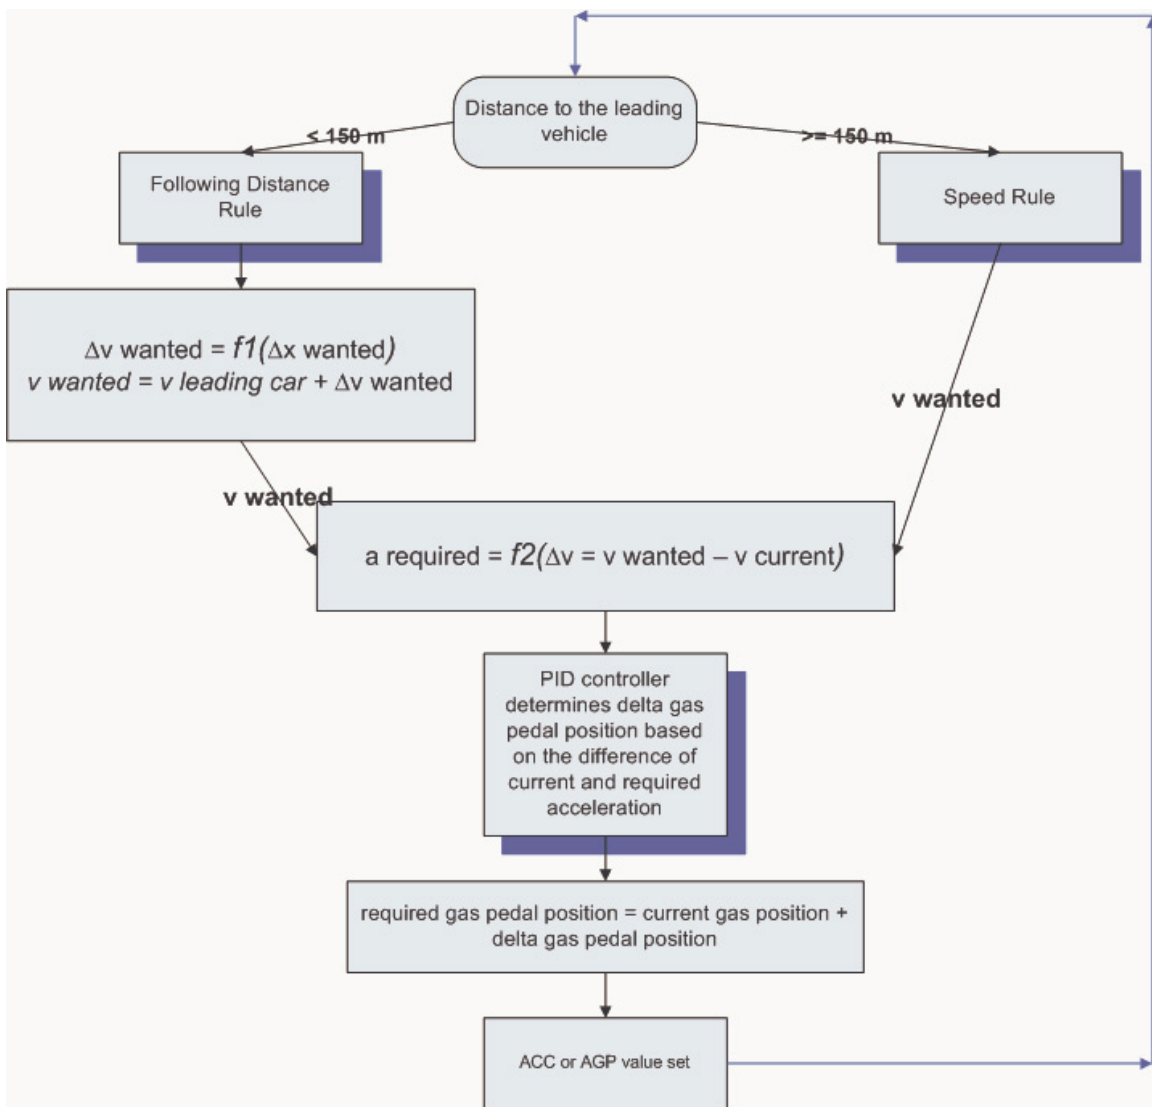 Distance to the leading
vehicle
< 150 m
>= 150 m
Following Distance
Rule
Speed Rule
Δv wanted = f1(Δx wanted)
v wanted = v leading car + Δv wanted
v wanted
v wanted
a required = f2(Δv = v wanted – v current)
PID controller
determines delta gas
pedal position based
on the difference of
current and required
acceleration
required gas pedal position = current gas position +
delta gas pedal position
ACC or AGP value set